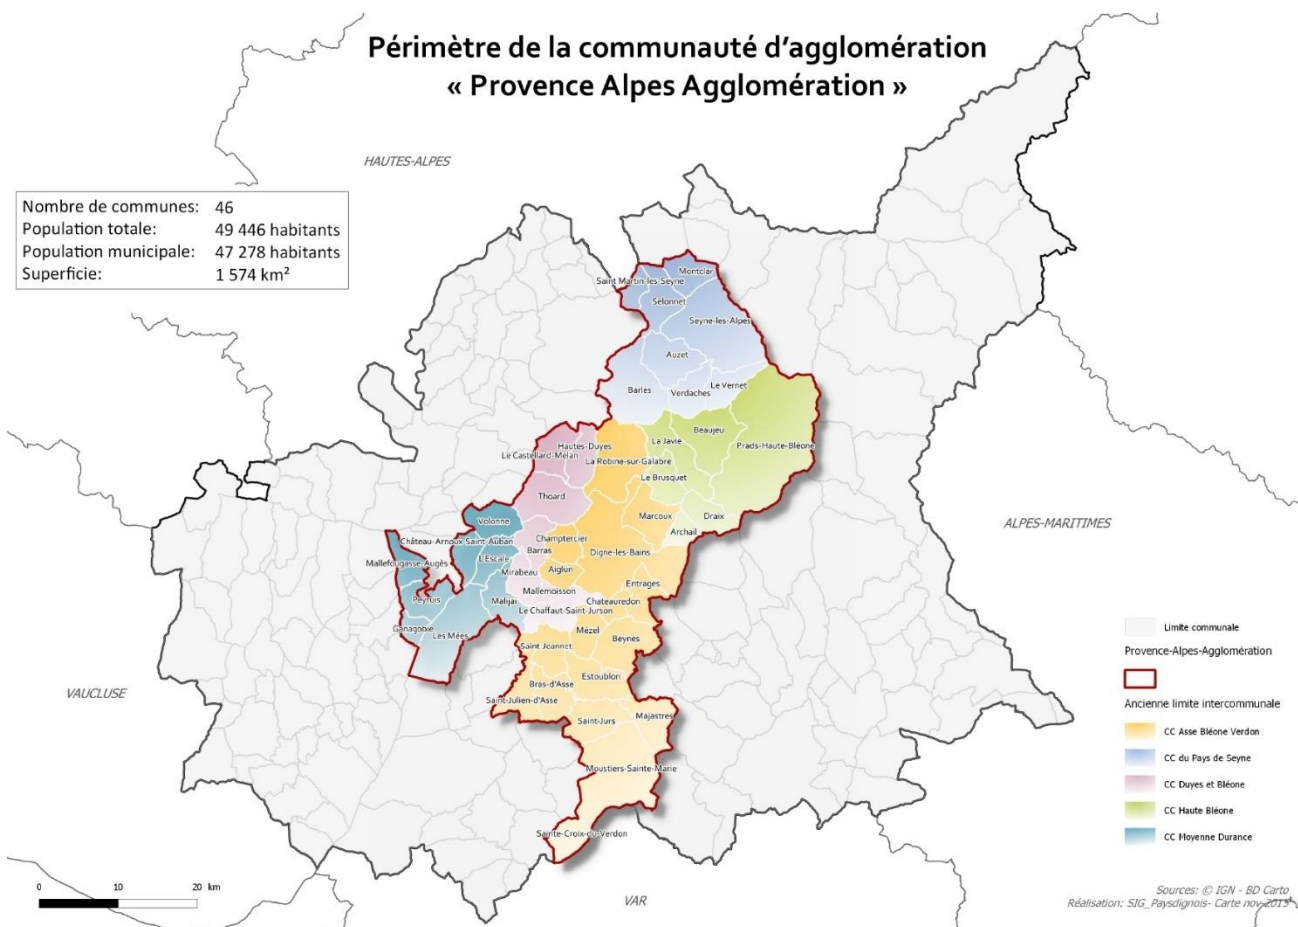 Périmètre de la communauté d'agglomération
« Provence Alpes Agglomération »
HAUTES-ALPES
Nombre de communes: 46
Population totale: 49 446 habitants
Population municipale: 47 278 habitants
Superficie: 1 574 km²
Montclar
Saint Martin-les-Seyne
Selonnet
Seyne-les-Alpes
Auzet
Le Vernet
Barles
Verdaches
Beaujeu
La Javie
Hautes-Duyes
Prads-Haute-Bléone
Le Castellard-Melan
La Robine-sur-Galabre
Le Brusquet
Thoard
Marcoux
Draix
Volonne
Archail
ALPES-MARITIMES
Château-Arnoux Saint-Auban
Champtercier
Barras
Digne-les-Bains
L'Escale
Mallefougasse-Augès
Mirabeau
Aiglun
Entrages
Mallemoisson
Peyruis
Malijai
Chateauredon
Le Chaffaut-Saint-Jurson
Ganagobie
Les Mées
Mézel
Beynes
Saint Jeannet
Estoublon
Bras-d'Asse
VAUCLUSE
Saint-Julien-d'Asse
Majastres
Saint-Jurs
Moustiers-Sainte-Marie
Sainte-Croix-du-Verdon
Limite communale
Provence-Alpes-Agglomération
Ancienne limite intercommunale
CC Asse Bléone Verdon
CC du Pays de Seyne
CC Duyes et Bléone
CC Haute Bléone
CC Moyenne Durance
0 10 20 km
VAR
Sources: © IGN - BD Carto
Réalisation: SIG_Paysdignois- Carte nov-2015